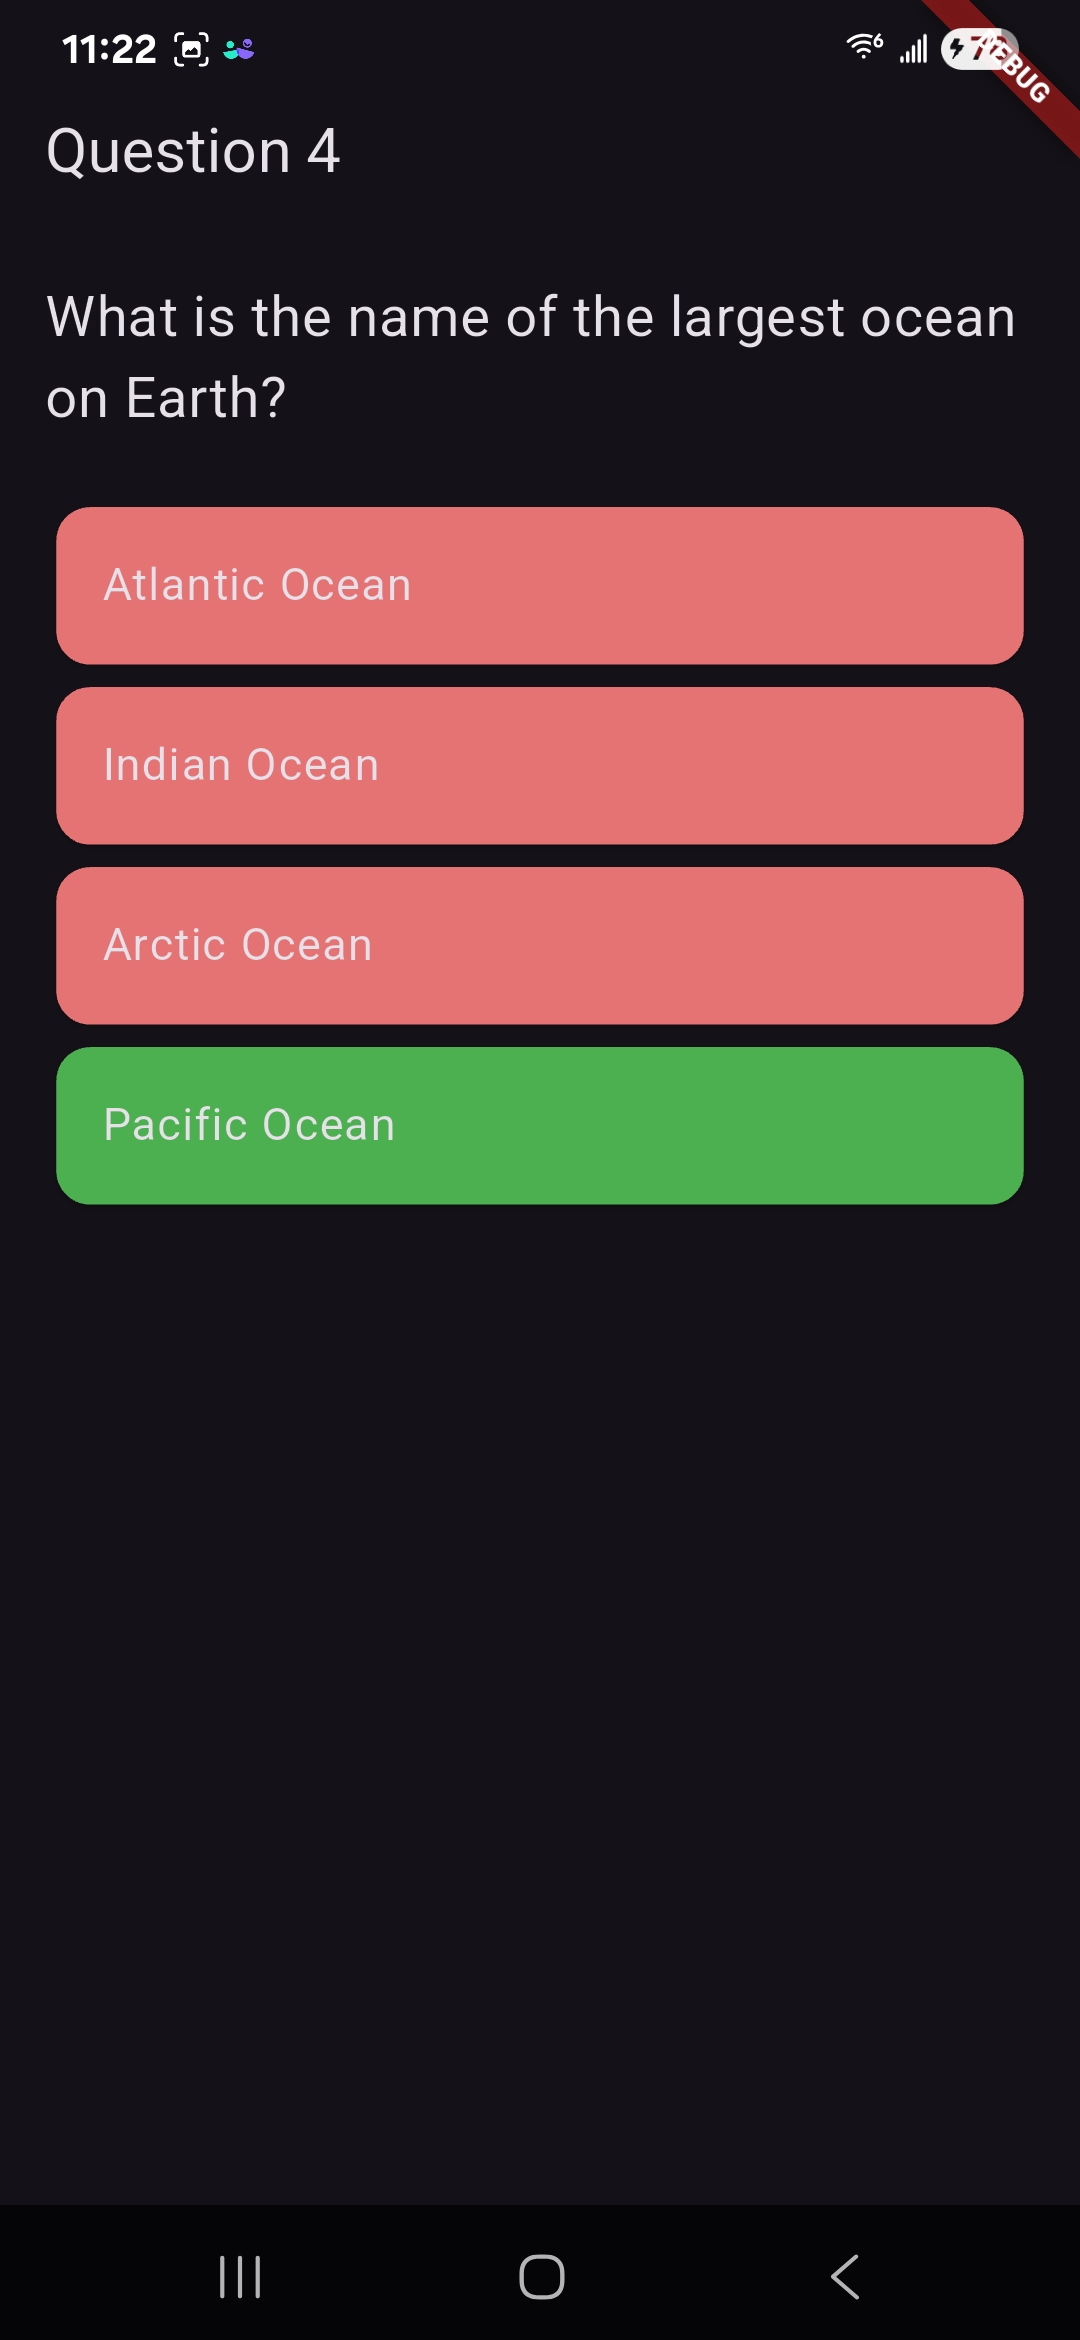 11:22
6
DEBUG
Question 4
What is the name of the largest ocean
on Earth?
Atlantic Ocean
Indian Ocean
Arctic Ocean
Pacific Ocean